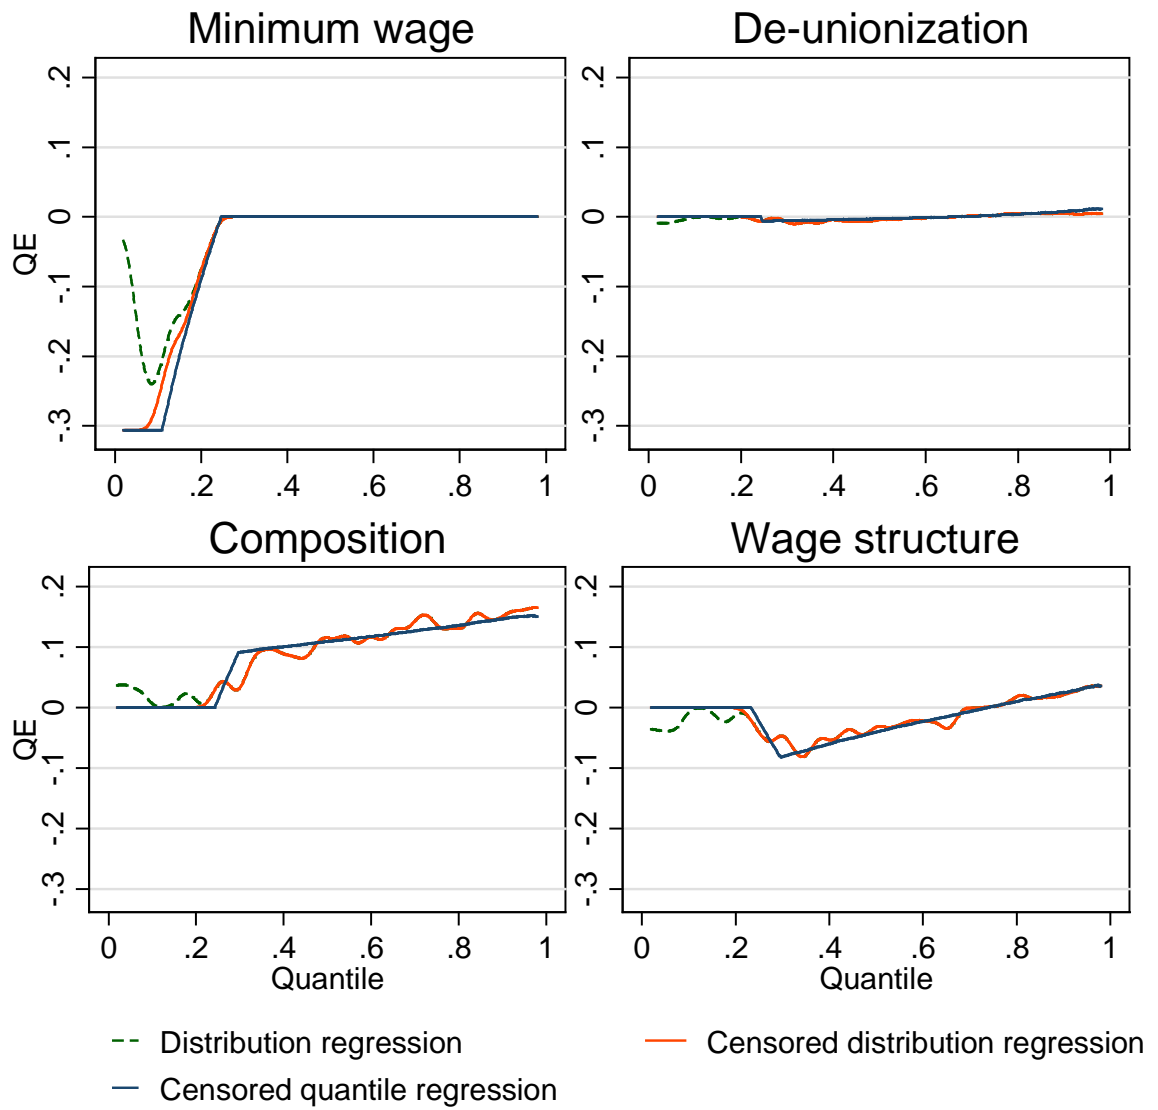 Minimum wage
De-unionization
QE
.2
.1
0
-.1
-.2
-.3
0 .2 .4 .6 .8 1
.2
.1
0
-.1
-.2
-.3
0 .2 .4 .6 .8 1
Composition
Wage structure
QE
.2
.1
0
-.1
-.2
-.3
0 .2 .4 .6 .8 1
Quantile
.2
.1
0
-.1
-.2
-.3
0 .2 .4 .6 .8 1
Quantile
Distribution regression
Censored distribution regression
Censored quantile regression